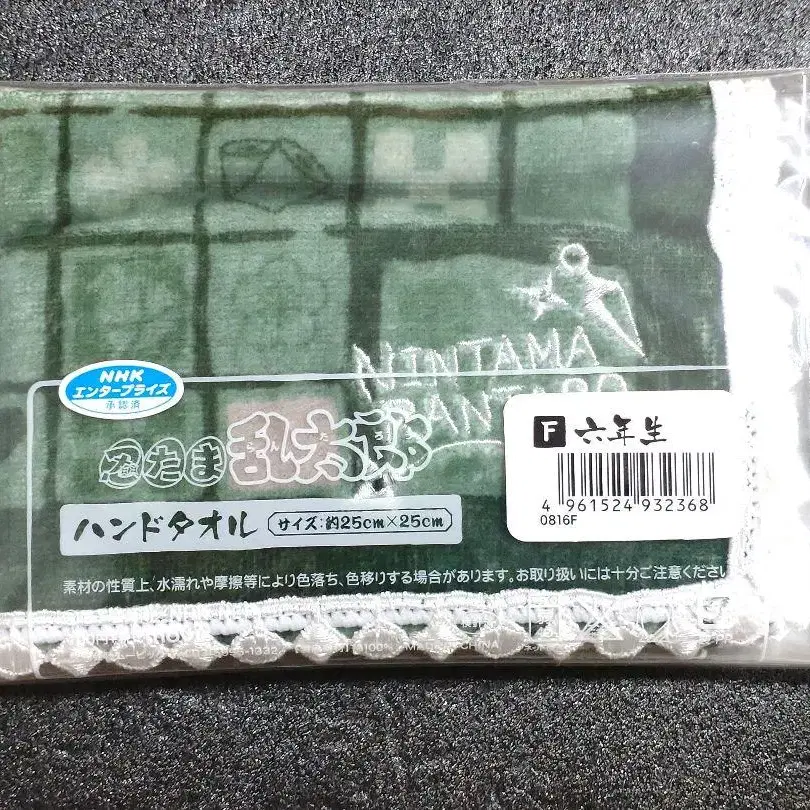 NINTAMA
NHK
エンタープライズ
承認済
忍たま乱太郎
ハンドタオル
サイズ:約25cm×25cm
F 六年生
4 961524 932368
0816F
素材の性質上、水濡れや摩擦等により色落ち、色移りする場合があります。お取り扱いには十分ご注意ください